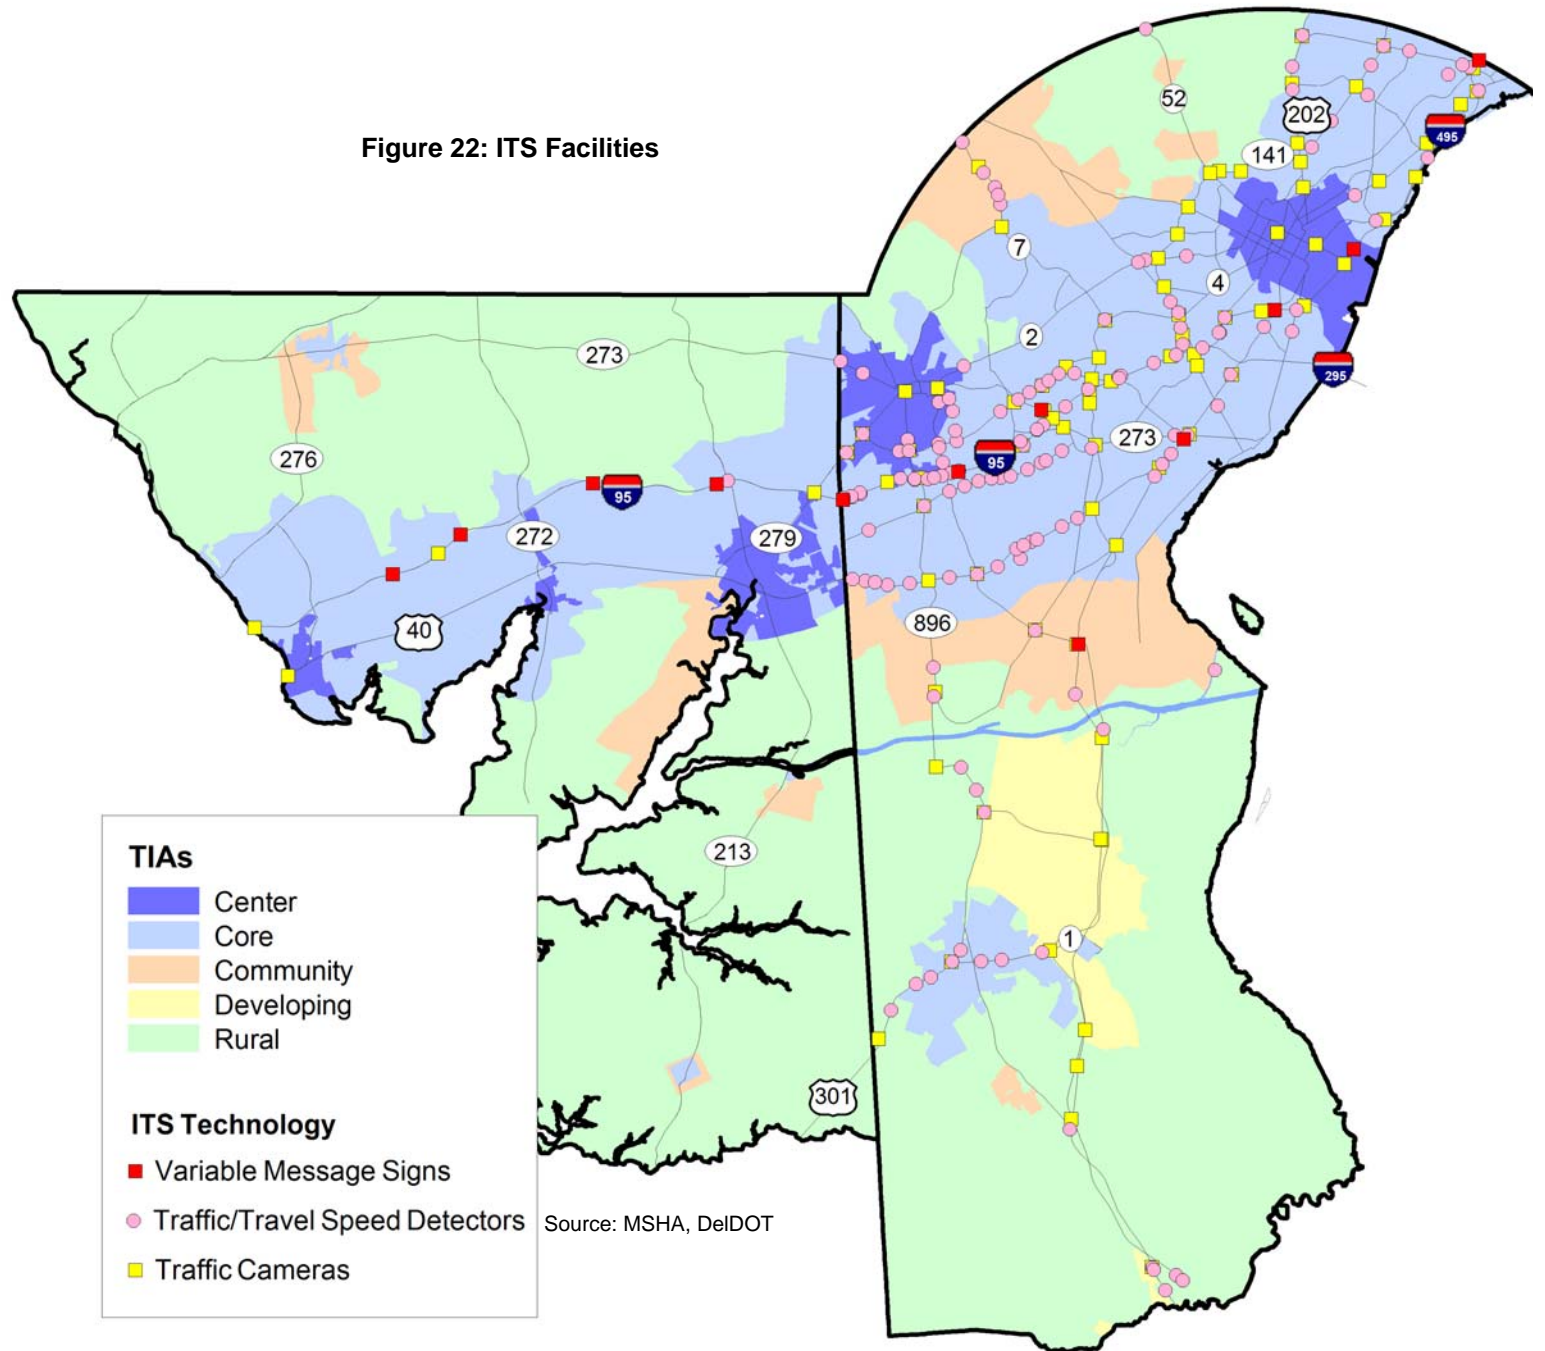 Figure 22: ITS Facilities
52
202
495
141
7
4
2
273
295
276
95
273
95
272
279
40
896
213
1
301
TIAs
Center
Core
Community
Developing
Rural
ITS Technology
Variable Message Signs
Traffic/Travel Speed Detectors
Traffic Cameras
Source: MSHA, DelDOT